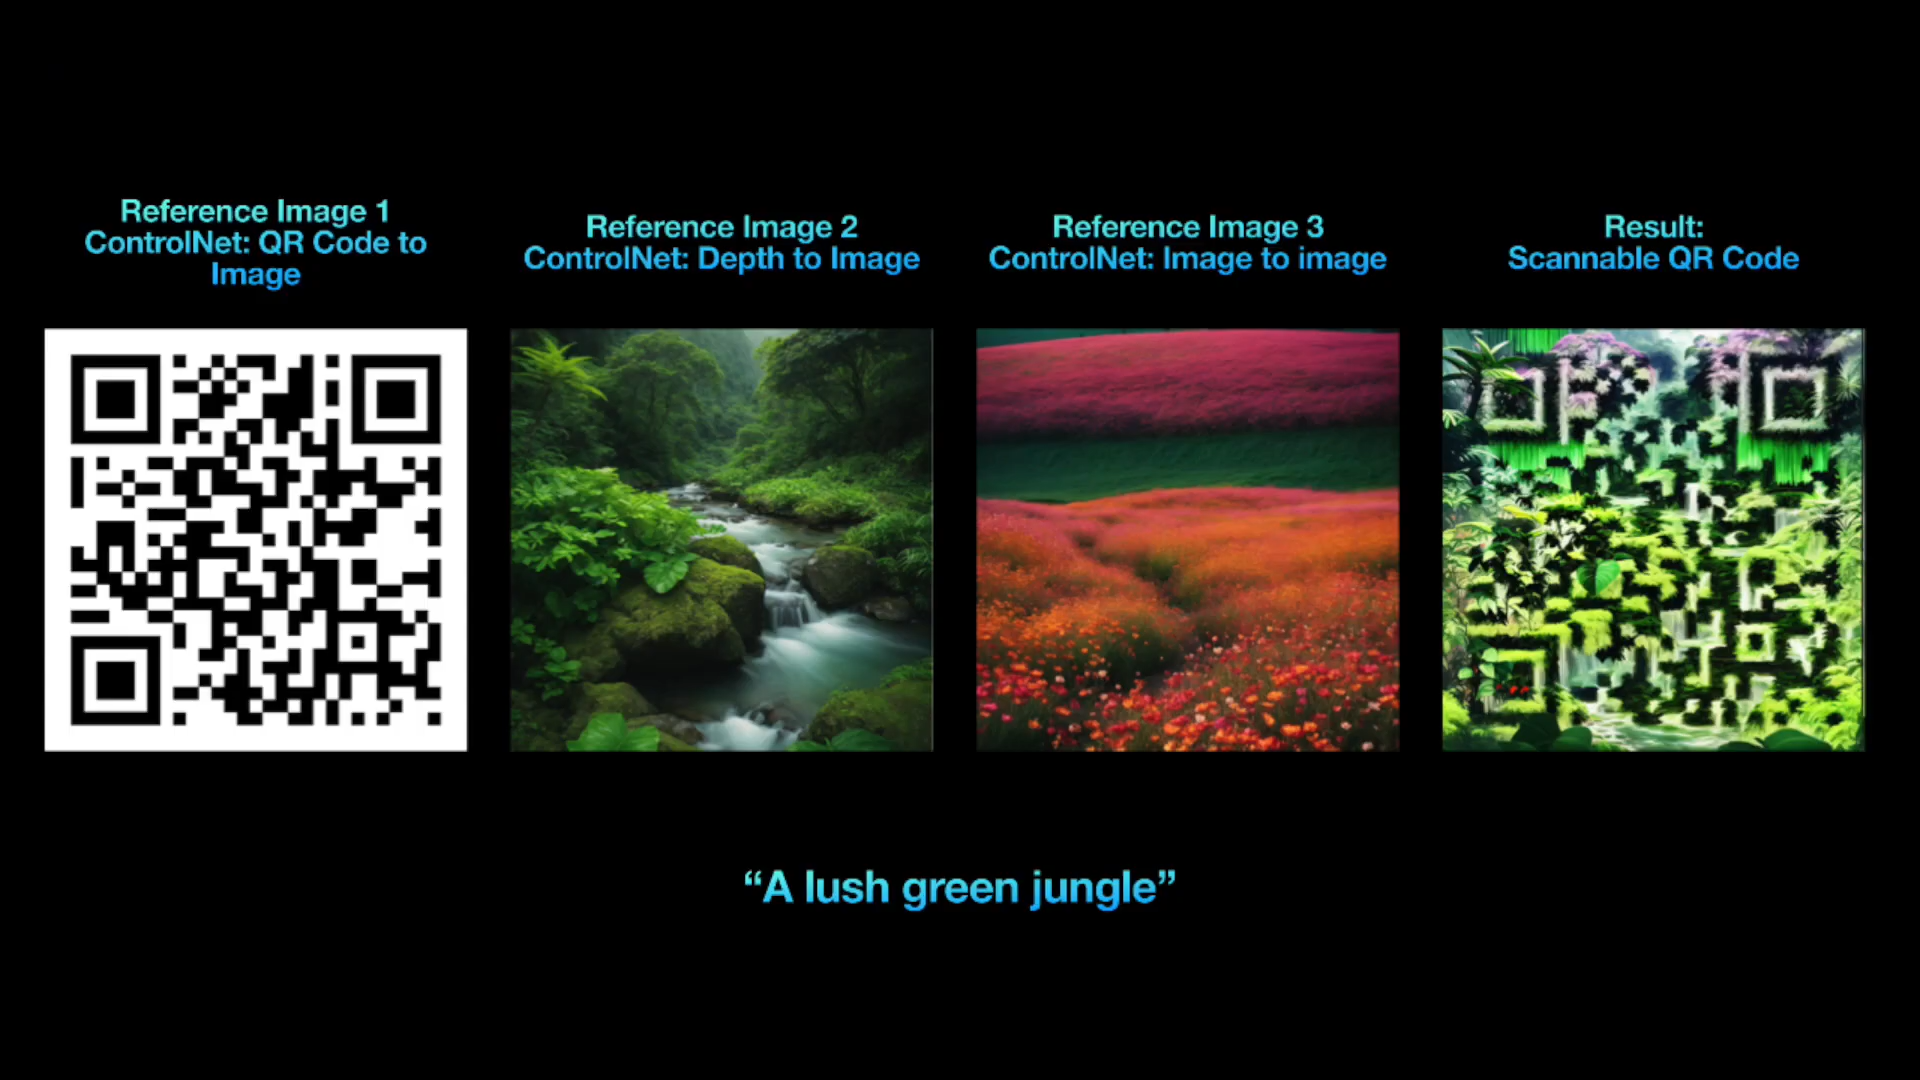 Reference Image 1
ControlNet: QR Code to
Image
Reference Image 2
ControlNet: Depth to Image
Reference Image 3
ControlNet: Image to image
Result:
Scannable QR Code
“A lush green jungle”